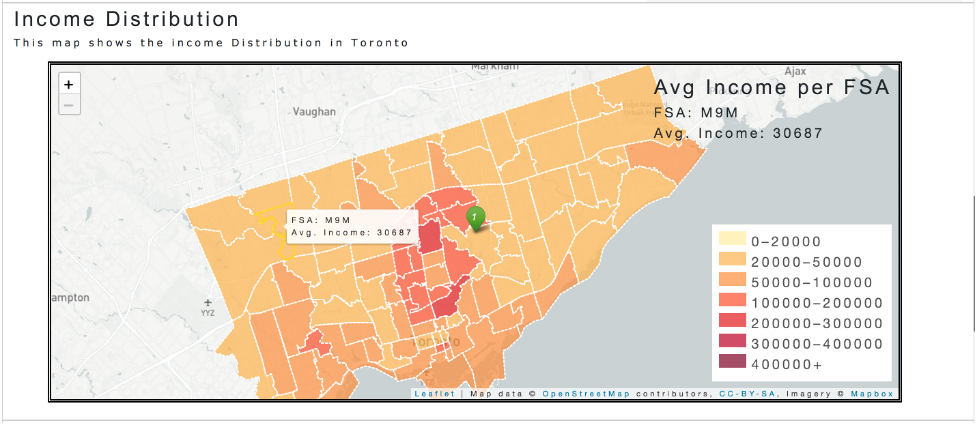 Income Distribution
This map shows the income Distribution in Toronto
+
−
Markham
Ajax
Vaughan
Avg Income per FSA
FSA: M9M
Avg. Income: 30687
1
FSA: M9M
Avg. Income: 30687
ampton
YYZ
Toronto
0−20000
20000−50000
50000−100000
100000−200000
200000−300000
300000−400000
400000+
Leaflet | Map data © OpenStreetMap contributors, CC-BY-SA, Imagery © Mapbox